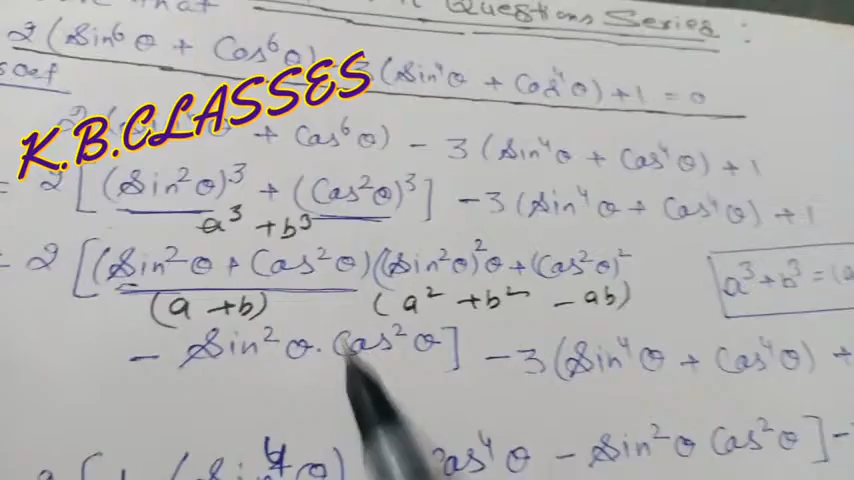 that Questions Series :
2(Sin⁶θ + Cos⁶θ) - 3(Sin⁴θ + Cos⁴θ) + 1 = 0
K.B.CLASSES
+ Cos⁶θ) - 3(Sin⁴θ + Cos⁴θ) + 1
= 2[(Sin²θ)³ + (Cos²θ)³] - 3(Sin⁴θ + Cos⁴θ) + 1
a³ + b³
= 2[(Sin²θ + Cos²θ)((Sin²θ)²θ + (Cos²θ)²
(a + b) (a² + b² - ab)
a³ + b³ = (a
- Sin²θ. Cos²θ] - 3(Sin⁴θ + Cos⁴θ) +
Cos⁴θ - Sin²θ Cos²θ] -